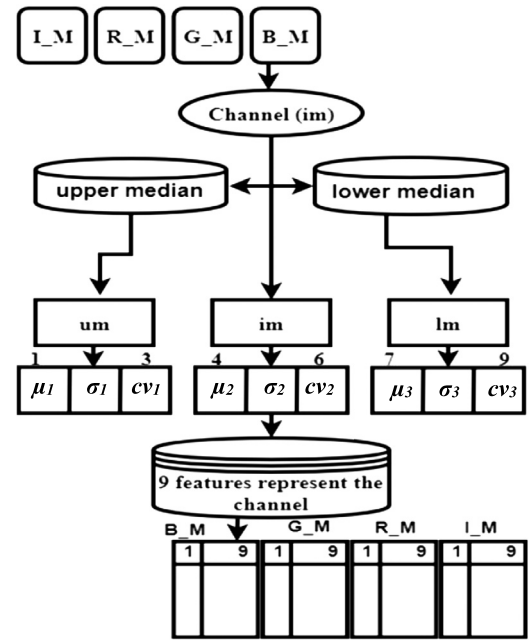 I_M R_M G_M B_M
Channel (im)
upper median lower median
um im lm
1 3 4 6 7 9
μ1 σ1 cv1 μ2 σ2 cv2 μ3 σ3 cv3
9 features represent the
channel
B_M G_M R_M I_M
1 9 1 9 1 9 1 9